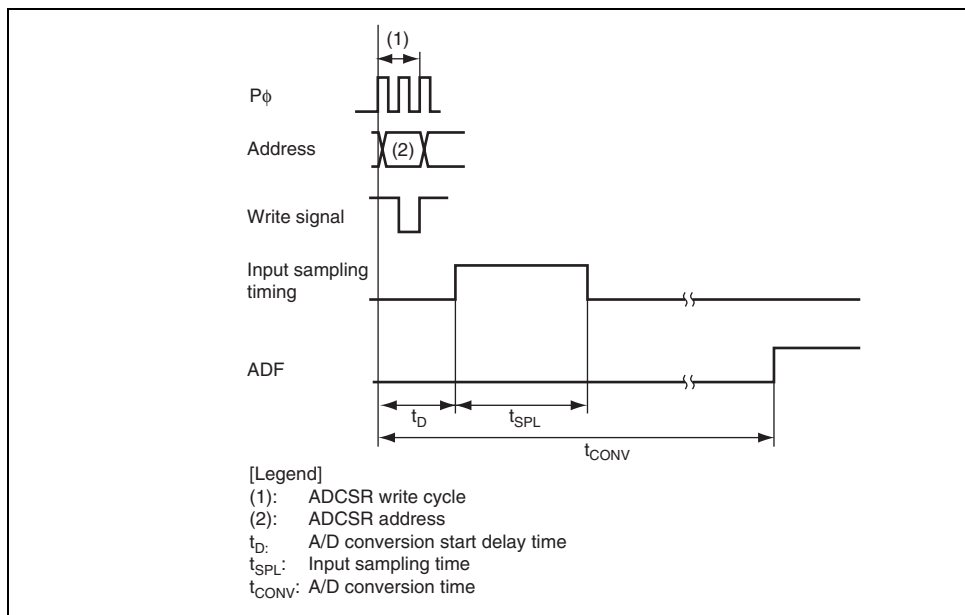 (1)
Pϕ
Address
(2)
Write signal
Input sampling
timing
ADF
tD
tSPL
tCONV
[Legend]
(1): ADCSR write cycle
(2): ADCSR address
tD: A/D conversion start delay time
tSPL: Input sampling time
tCONV: A/D conversion time